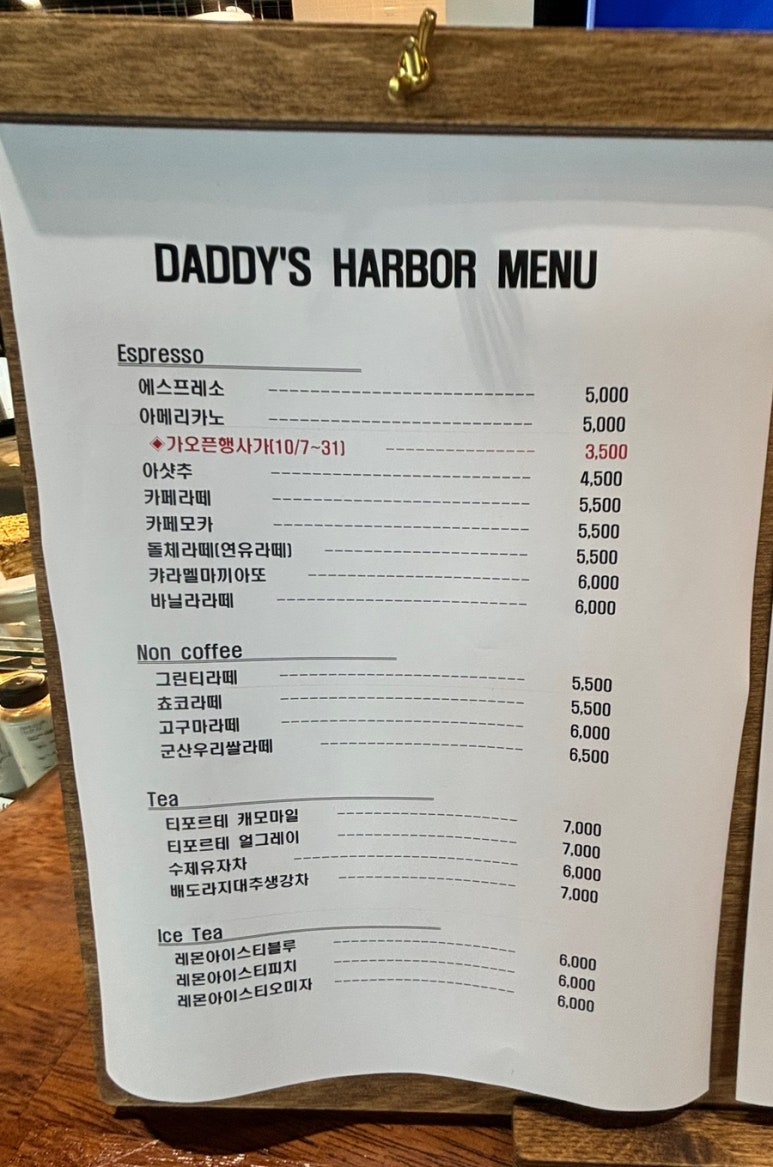 DADDY'S HARBOR MENU
Espresso
에스프레소 5,000
아메리카노 5,000
◈가오픈행사가(10/7~31) 3,500
아샷추 4,500
카페라떼 5,500
카페모카 5,500
돌체라떼(연유라떼) 5,500
캬라멜마끼아또 6,000
바닐라라떼 6,000
Non coffee
그린티라떼 5,500
쵸코라떼 5,500
고구마라떼 6,000
군산우리쌀라떼 6,500
Tea
티포르테 캐모마일 7,000
티포르테 얼그레이 7,000
수제유자차 6,000
배도라지대추생강차 7,000
Ice Tea
레몬아이스티블루 6,000
레몬아이스티피치 6,000
레몬아이스티오미자 6,000